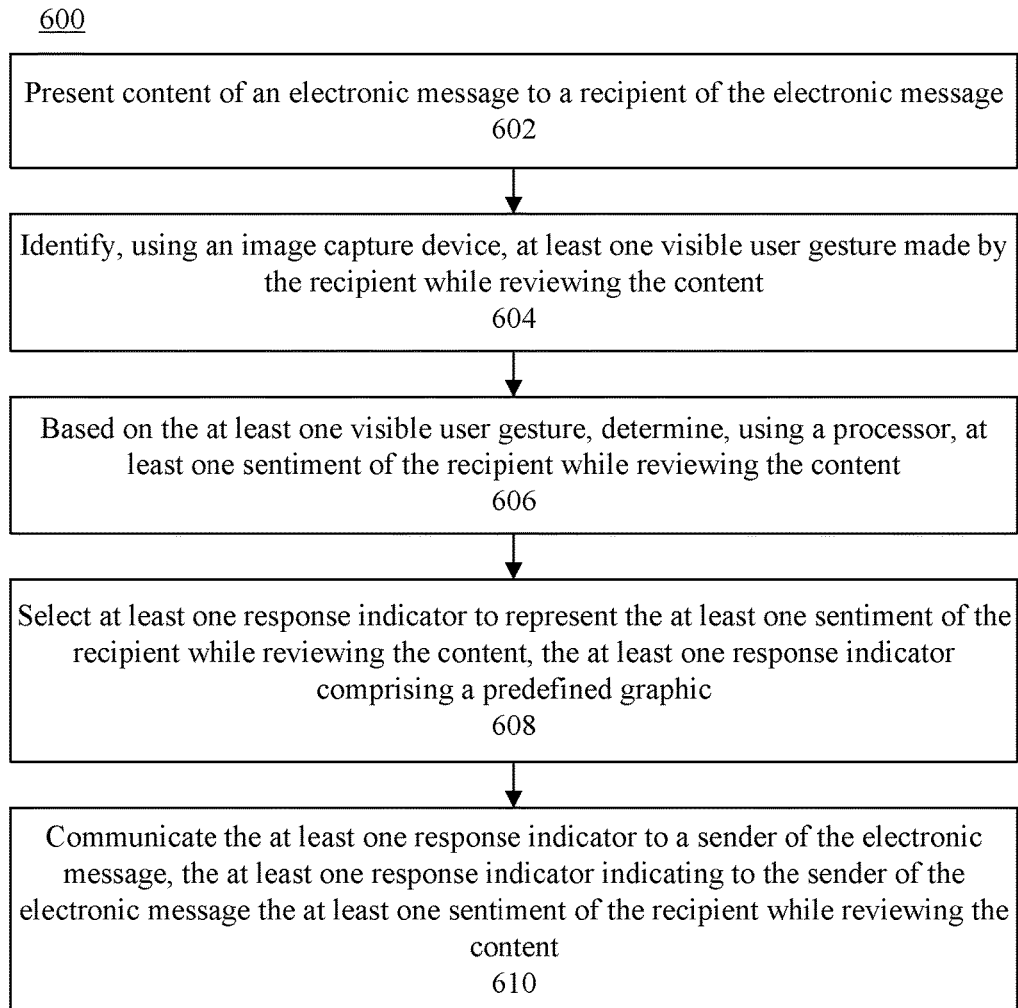 600
Present content of an electronic message to a recipient of the electronic message
602
Identify, using an image capture device, at least one visible user gesture made by
the recipient while reviewing the content
604
Based on the at least one visible user gesture, determine, using a processor, at
least one sentiment of the recipient while reviewing the content
606
Select at least one response indicator to represent the at least one sentiment of the
recipient while reviewing the content, the at least one response indicator
comprising a predefined graphic
608
Communicate the at least one response indicator to a sender of the electronic
message, the at least one response indicator indicating to the sender of the
electronic message the at least one sentiment of the recipient while reviewing the
content
610